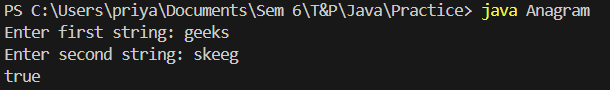 PS C:\Users\priya\Documents\Sem 6\T&P\Java\Practice> java Anagram
Enter first string: geeks
Enter second string: skeeg
true